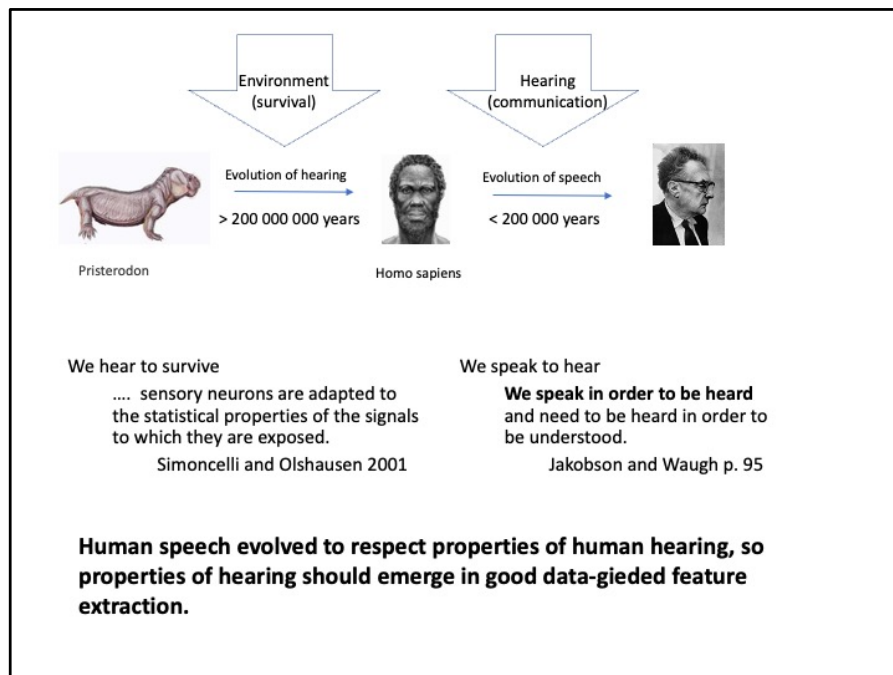 Environment
(survival)
Hearing
(communication)
Evolution of hearing
> 200 000 000 years
Evolution of speech
< 200 000 years
Pristerodon
Homo sapiens
We hear to survive
.... sensory neurons are adapted to
the statistical properties of the signals
to which they are exposed.
Simoncelli and Olshausen 2001
We speak to hear
We speak in order to be heard
and need to be heard in order to
be understood.
Jakobson and Waugh p. 95
Human speech evolved to respect properties of human hearing, so
properties of hearing should emerge in good data-gieded feature
extraction.